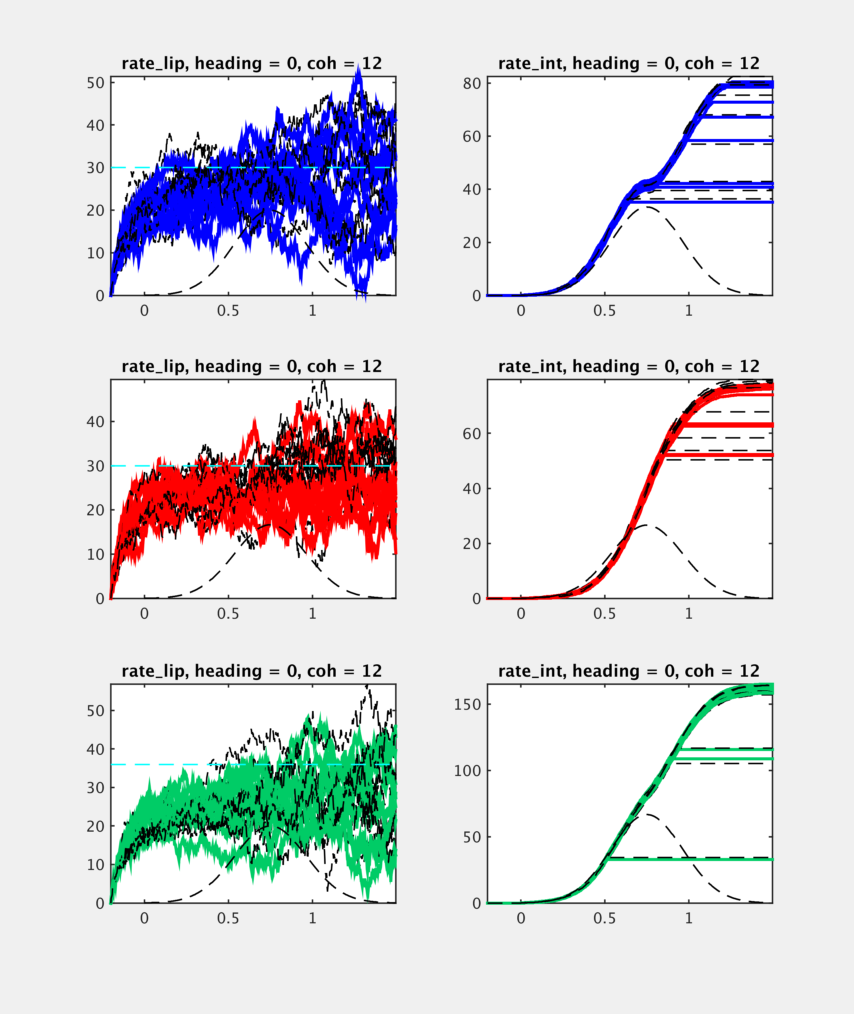 rate_lip, heading = 0, coh = 12
50
40
30
20
10
0
0 0.5 1
rate_int, heading = 0, coh = 12
80
60
40
20
0
0 0.5 1
rate_lip, heading = 0, coh = 12
40
30
20
10
0
0 0.5 1
rate_int, heading = 0, coh = 12
60
40
20
0
0 0.5 1
rate_lip, heading = 0, coh = 12
50
40
30
20
10
0
0 0.5 1
rate_int, heading = 0, coh = 12
150
100
50
0
0 0.5 1